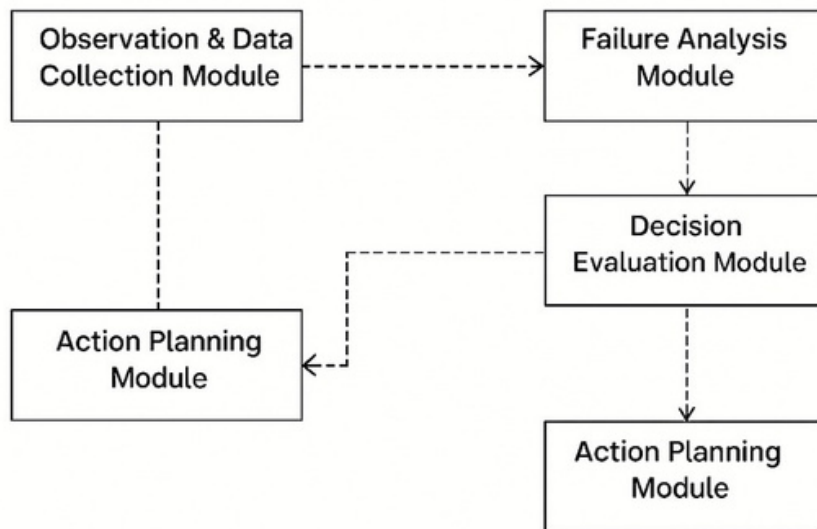 Observation & Data
Collection Module
Failure Analysis
Module
Decision
Evaluation Module
Action Planning
Module
Action Planning
Module